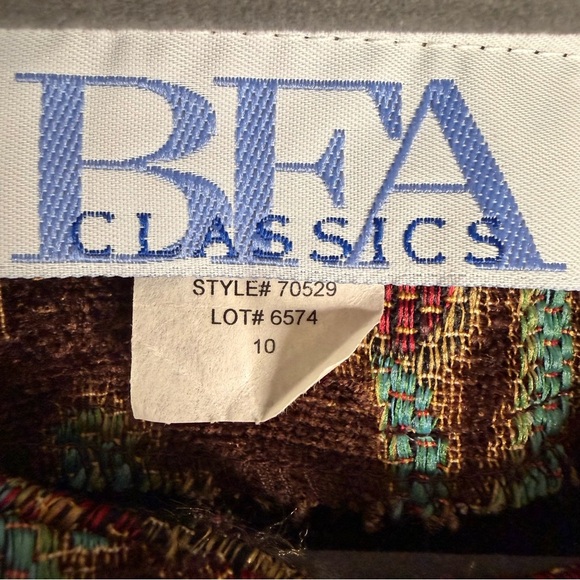 BFA
CLASSICS
STYLE# 70529
LOT# 6574
10